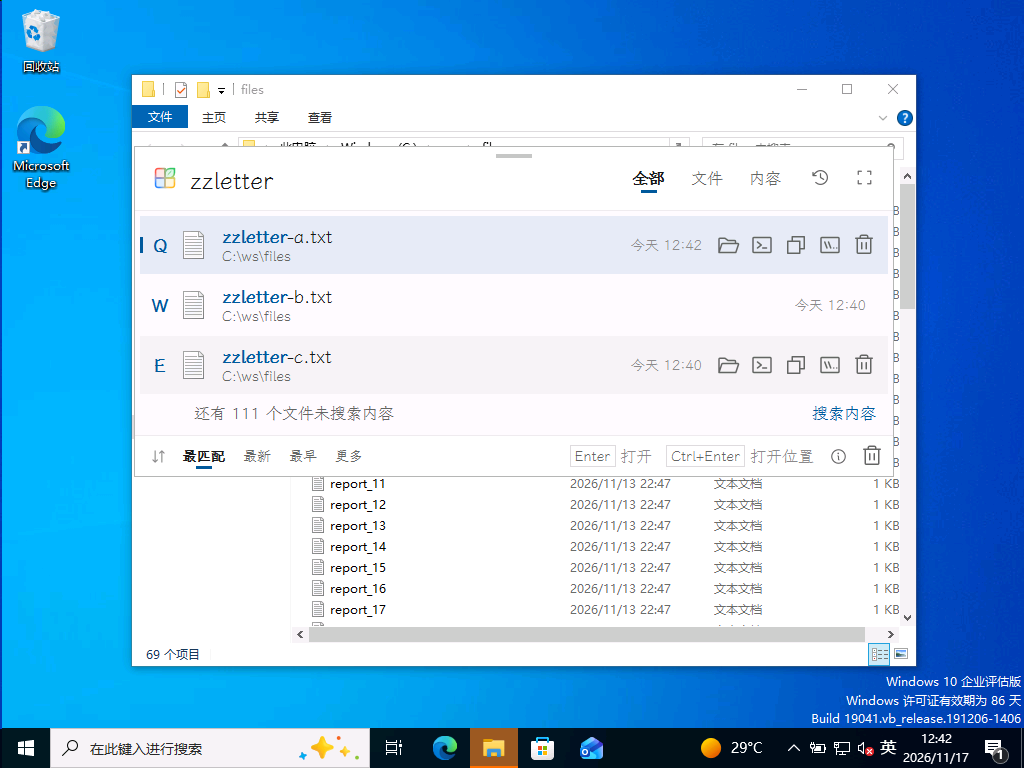 回收站
Microsoft
Edge
files
文件 主页 共享 查看
zzletter
全部 文件 内容
Q zzletter-a.txt 今天 12:42
C:\ws\files
W zzletter-b.txt 今天 12:40
C:\ws\files
E zzletter-c.txt 今天 12:40
C:\ws\files
还有 111 个文件未搜索内容 搜索内容
最匹配 最新 最早 更多 Enter 打开 Ctrl+Enter 打开位置
report_11 2026/11/13 22:47 文本文档 1 KB
report_12 2026/11/13 22:47 文本文档 1 KB
report_13 2026/11/13 22:47 文本文档 1 KB
report_14 2026/11/13 22:47 文本文档 1 KB
report_15 2026/11/13 22:47 文本文档 1 KB
report_16 2026/11/13 22:47 文本文档 1 KB
report_17 2026/11/13 22:47 文本文档 1 KB
69 个项目
Windows 10 企业评估版
Windows 许可证有效期为 86 天
Build 19041.vb_release.191206-1406
在此键入进行搜索
29°C
英
12:42
2026/11/17
1